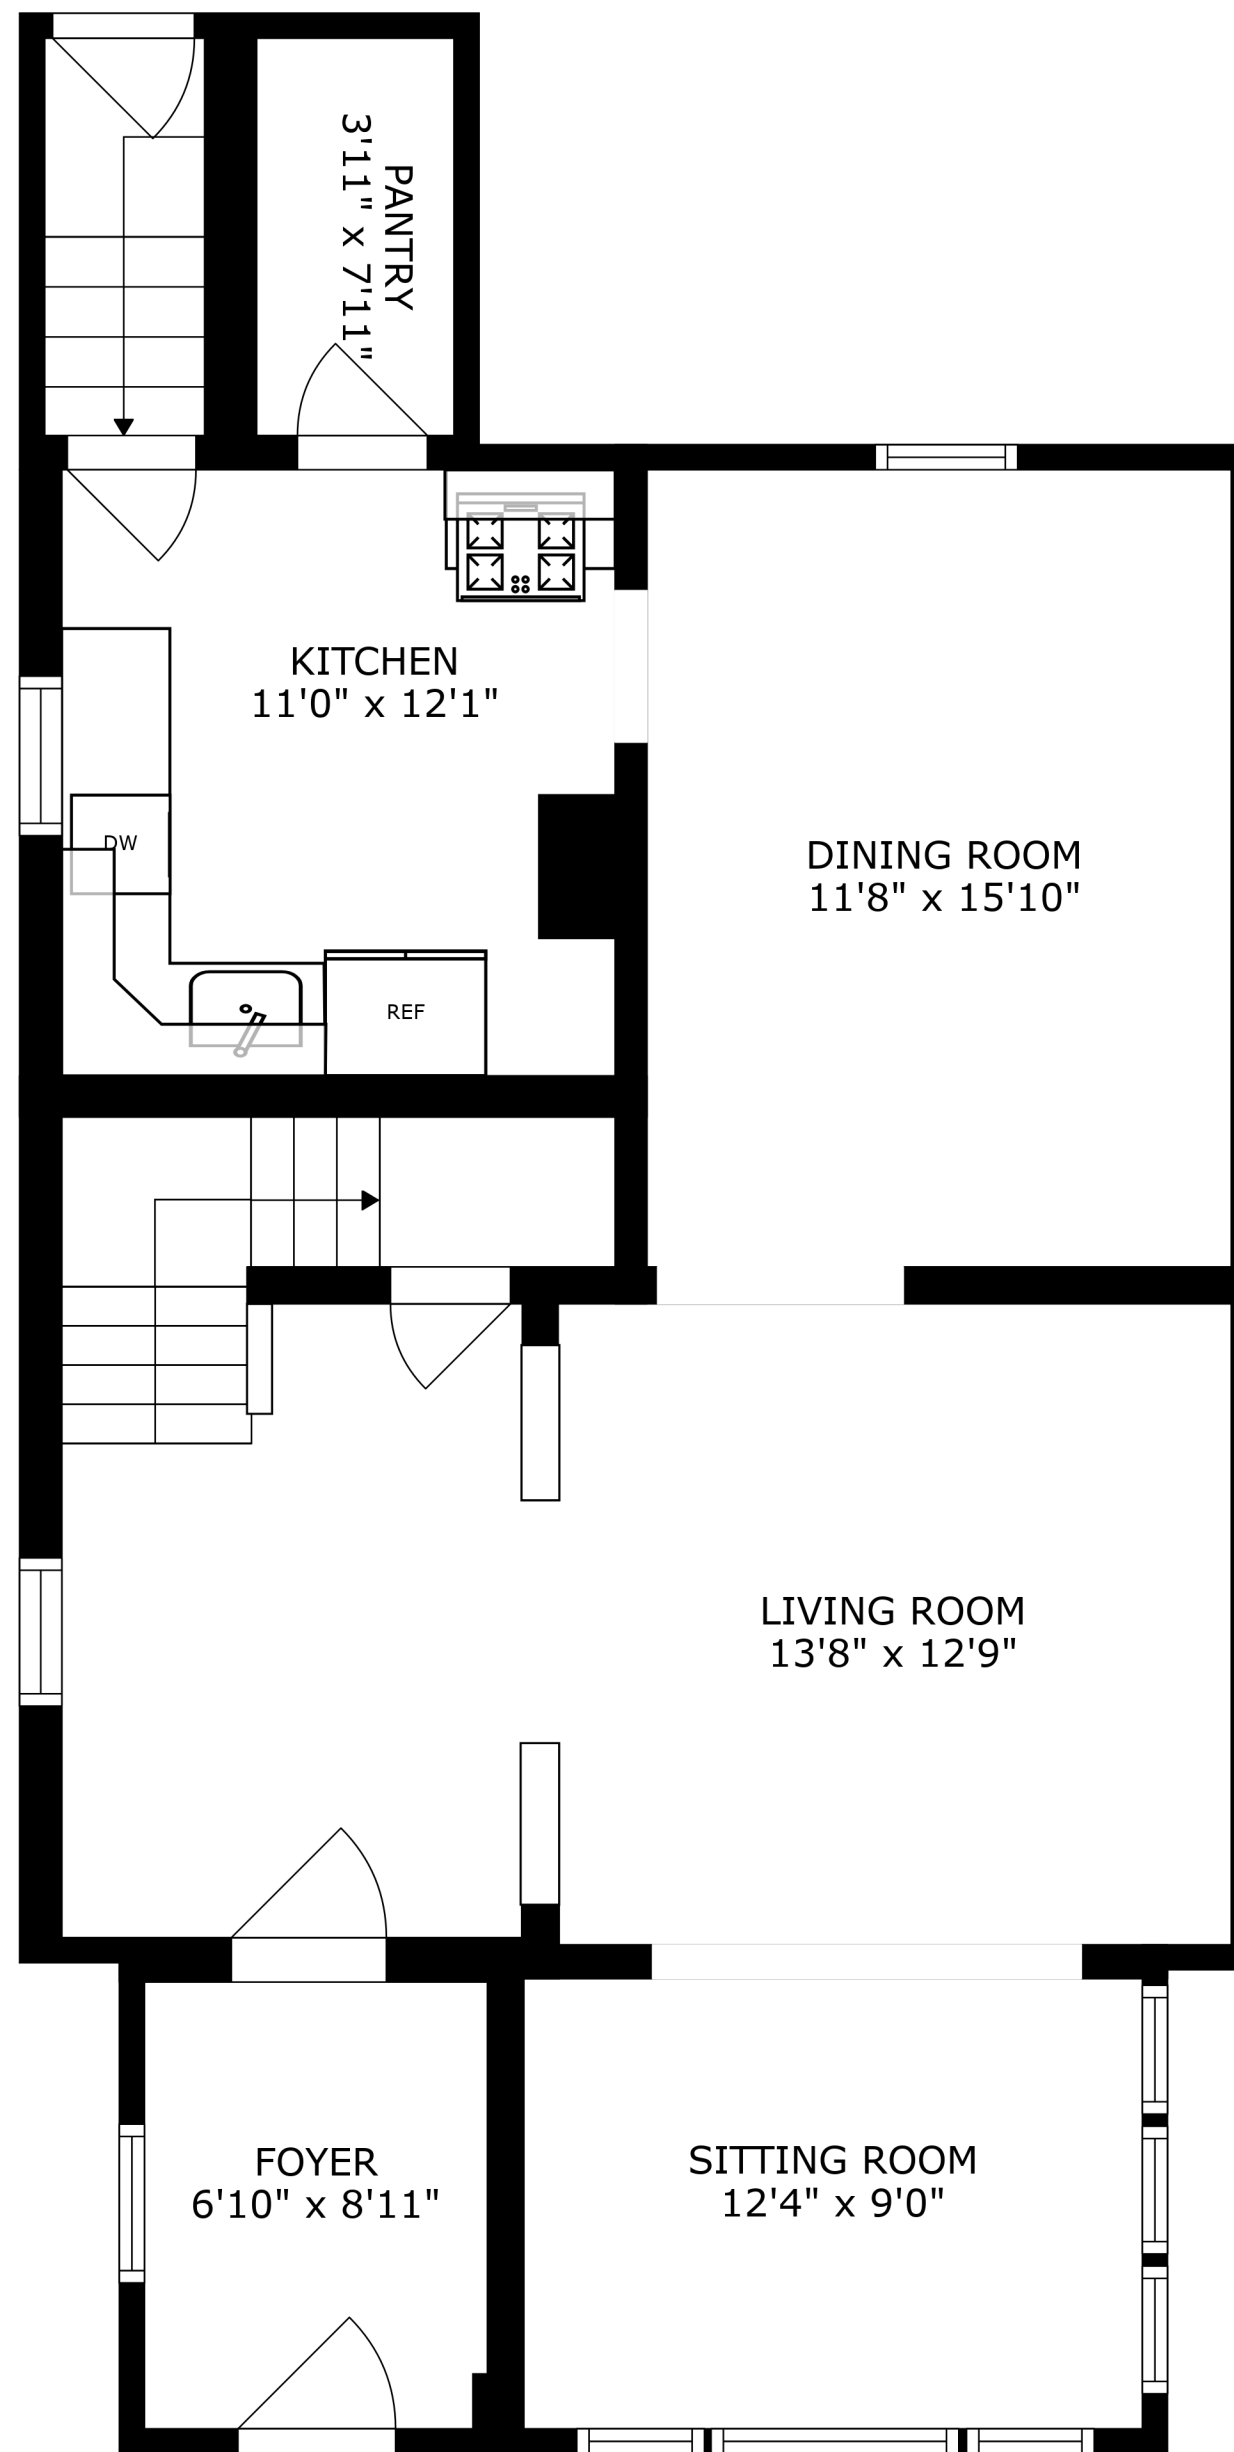 PANTRY
3'11" x 7'11"
KITCHEN
11'0" x 12'1"
DW
DINING ROOM
11'8" x 15'10"
REF
LIVING ROOM
13'8" x 12'9"
FOYER
6'10" x 8'11"
SITTING ROOM
12'4" x 9'0"